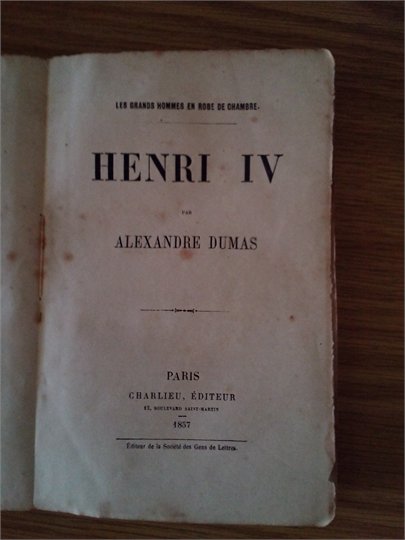 LES GRANDS HOMMES EN ROBE DE CHAMBRE.
HENRI IV
PAR
ALEXANDRE DUMAS
PARIS
CHARLIEU, ÉDITEUR
12, BOULEVARD SAINT-MARTIN
1857
Éditeur de la Société des Gens de Lettres.